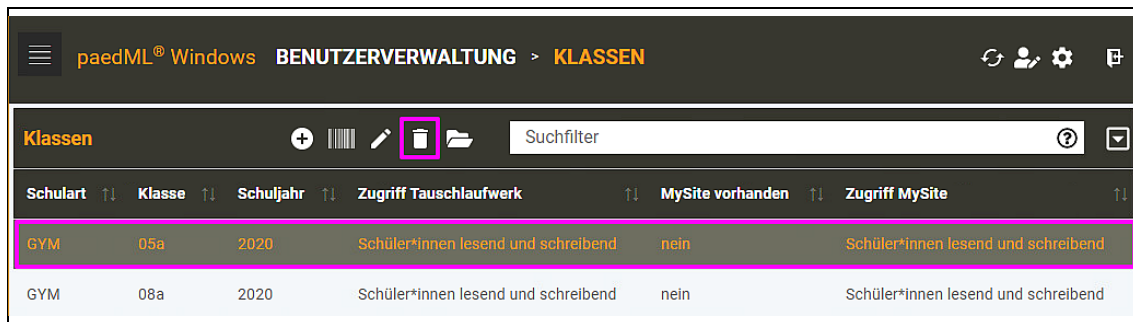 paedML® Windows BENUTZERVERWALTUNG > KLASSEN
Klassen Suchfilter
Schulart Klasse Schuljahr Zugriff Tauschlaufwerk MySite vorhanden Zugriff MySite
GYM 05a 2020 Schüler*innen lesend und schreibend nein Schüler*innen lesend und schreibend
GYM 08a 2020 Schüler*innen lesend und schreibend nein Schüler*innen lesend und schreibend